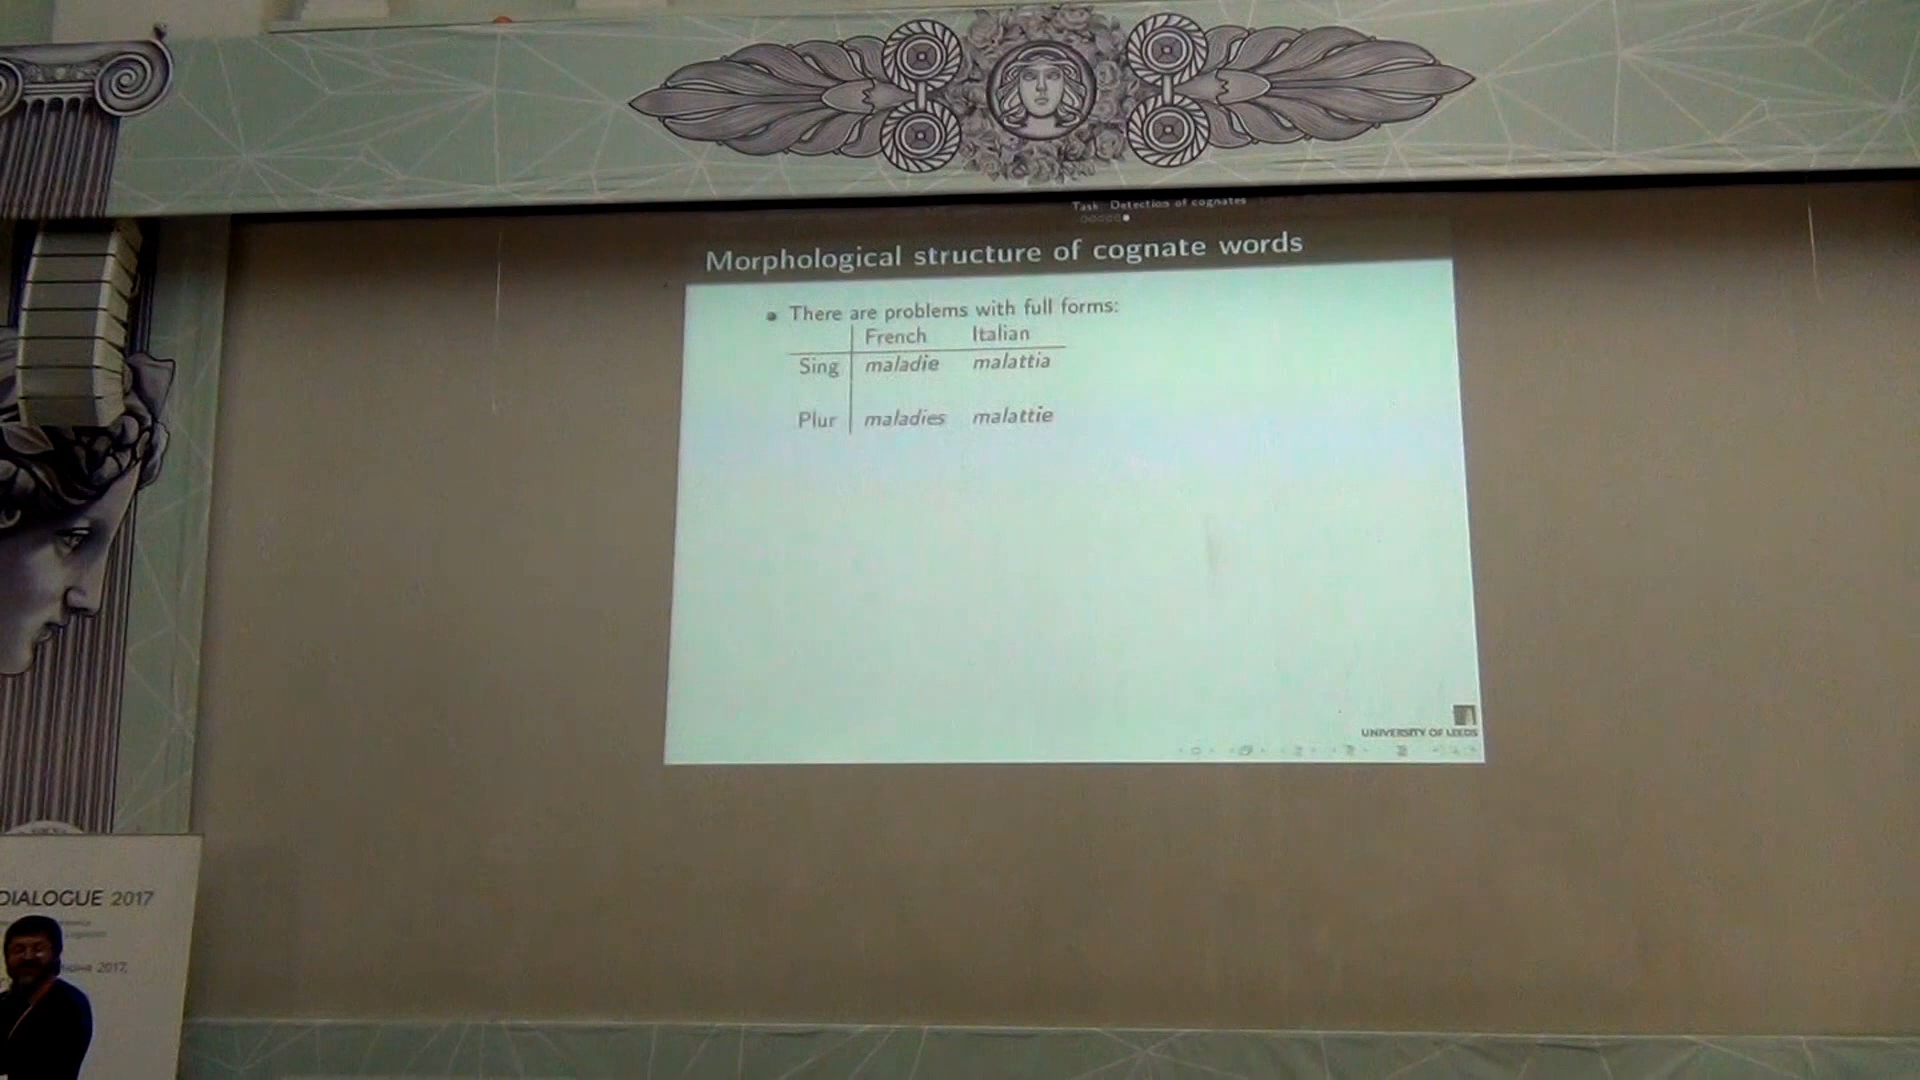 Task Detection of cognates
Morphological structure of cognate words
There are problems with full forms:
French Italian
Sing maladie malattia
Plur maladies malattie
UNIVERSITY OF LEEDS
DIALOGUE 2017
2017,